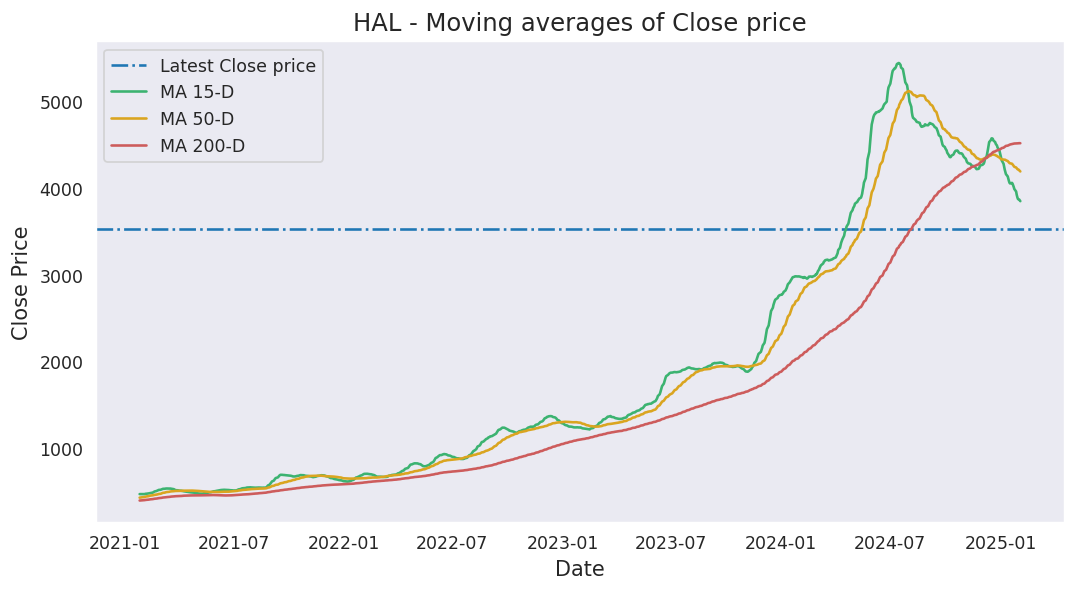 HAL - Moving averages of Close price
Latest Close price
MA 15-D
MA 50-D
MA 200-D
5000
4000
3000
2000
1000
Close Price
2021-01 2021-07 2022-01 2022-07 2023-01 2023-07 2024-01 2024-07 2025-01
Date